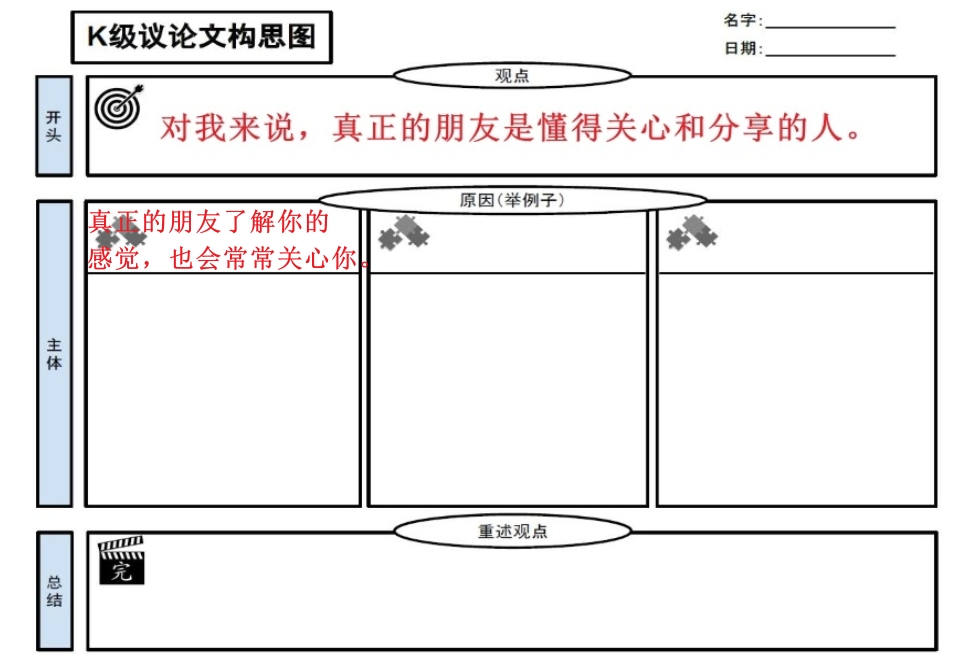 K级议论文构思图
名字:
日期:
观点
开头
对我来说，真正的朋友是懂得关心和分享的人。
原因(举例子)
主体
真正的朋友了解你的
感觉，也会常常关心你。
重述观点
总结
完